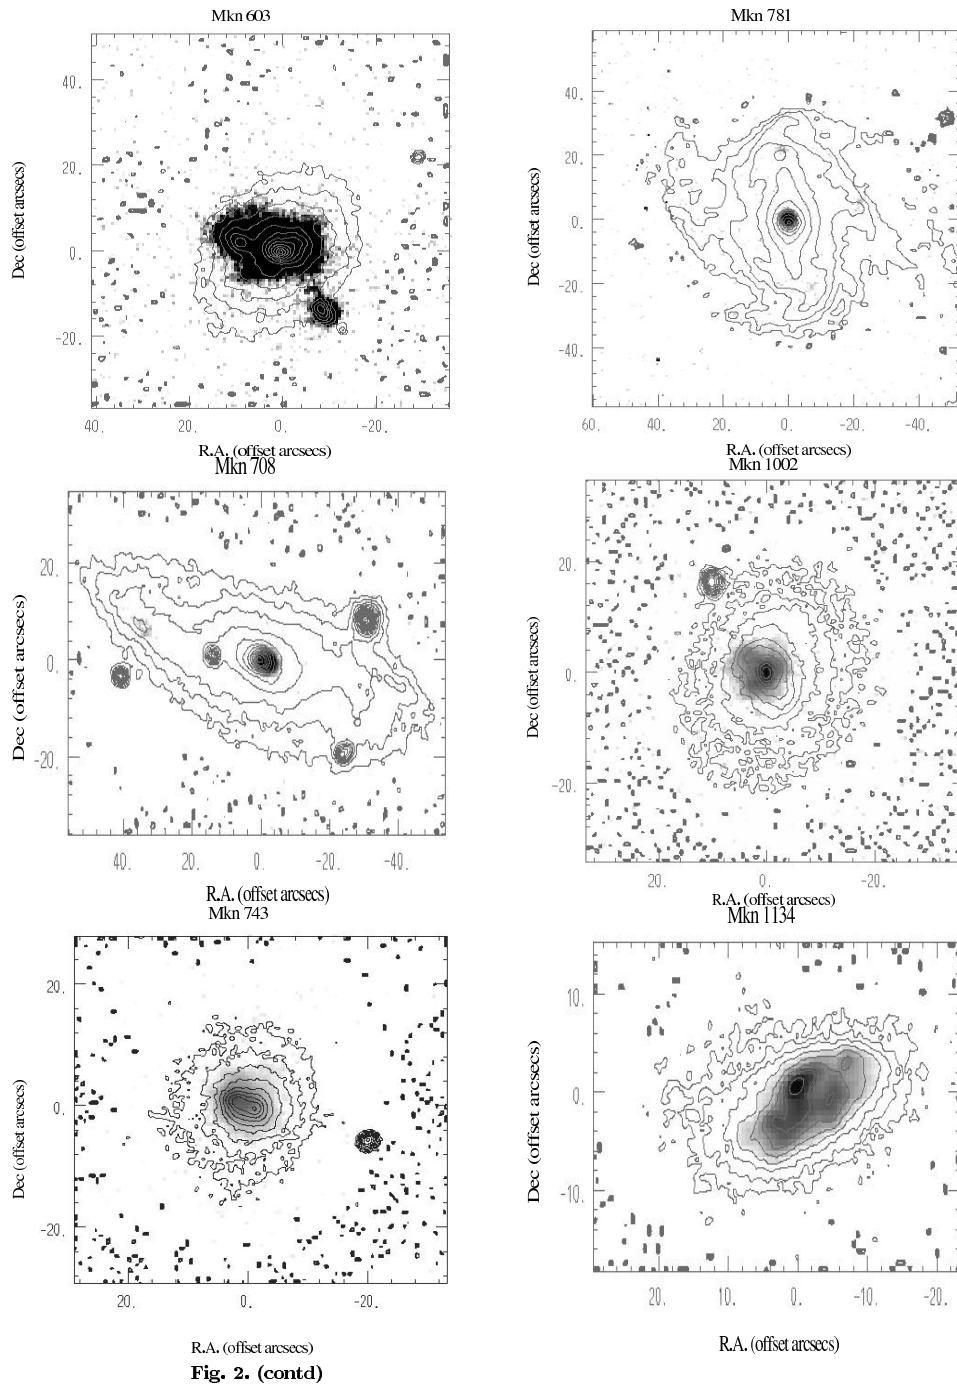 Mkn 603
40.
20.
0.
-20.
Dec (offset arcsecs)
40. 20. 0. -20.
R.A. (offset arcsecs)
Mkn 781
40.
20.
0.
-20.
-40.
Dec (offset arcsecs)
60. 40. 20. 0. -20. -40.
R.A. (offset arcsecs)
Mkn 708
20.
0.
-20.
Dec (offset arcsecs)
40. 20. 0. -20. -40.
R.A. (offset arcsecs)
Mkn 1002
20.
0.
-20.
Dec (offset arcsecs)
20. 0. -20.
R.A. (offset arcsecs)
Mkn 743
20.
0.
-20.
Dec (offset arcsecs)
20. 0. -20.
R.A. (offset arcsecs)
Mkn 1134
10.
0.
-10.
Dec (offset arcsecs)
20. 10. 0. -10. -20.
R.A. (offset arcsecs)
Fig. 2. (contd)